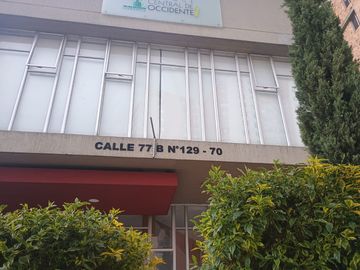 CENTRAL DE
OCCIDENTE
CALLE 77 B N°129 - 70